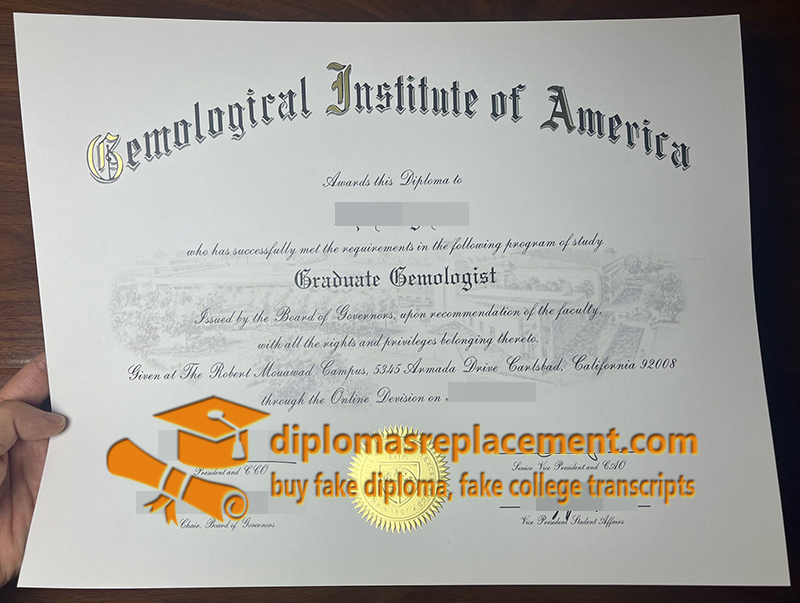 Gemological Institute of America
Awards this Diploma to
who has successfully met the requirements in the following program of study
Graduate Gemologist
Issued by the Board of Governors, upon recommendation of the faculty,
with all the rights and privileges belonging thereto.
Given at The Robert Mouawad Campus, 5345 Armada Drive Carlsbad, California 92008
through the Online Devision on
diplomasreplacement.com
President and CCO
Senior Vice President and CAO
buy fake diploma, fake college transcripts
Chair, Board of Governors
Vice President Student Affairs